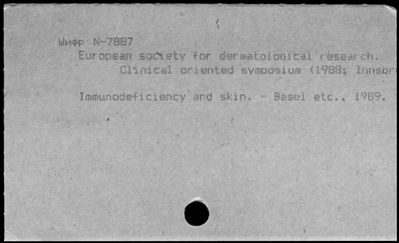 Шифр N-7887
European society for dermatological research.
Clinical oriented symposium (1988; Innsbr
Immunodeficiency and skin. - Basel etc., 1989.